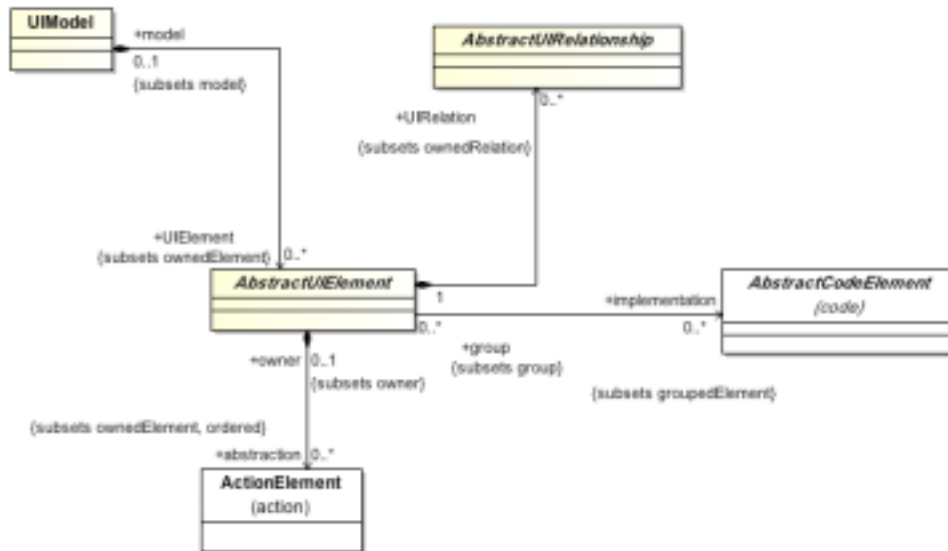 UIModel
+model
0..1
{subsets model}
AbstractUIRelationship
0..*
+UIRelation
{subsets ownedRelation}
+UIElement
{subsets ownedElement}
0..*
AbstractUIElement
1
+implementation
0..*
AbstractCodeElement
(code)
0..*
+group
{subsets group}
{subsets groupedElement}
+owner
0..1
{subsets owner}
{subsets ownedElement, ordered}
+abstraction
0..*
ActionElement
(action)